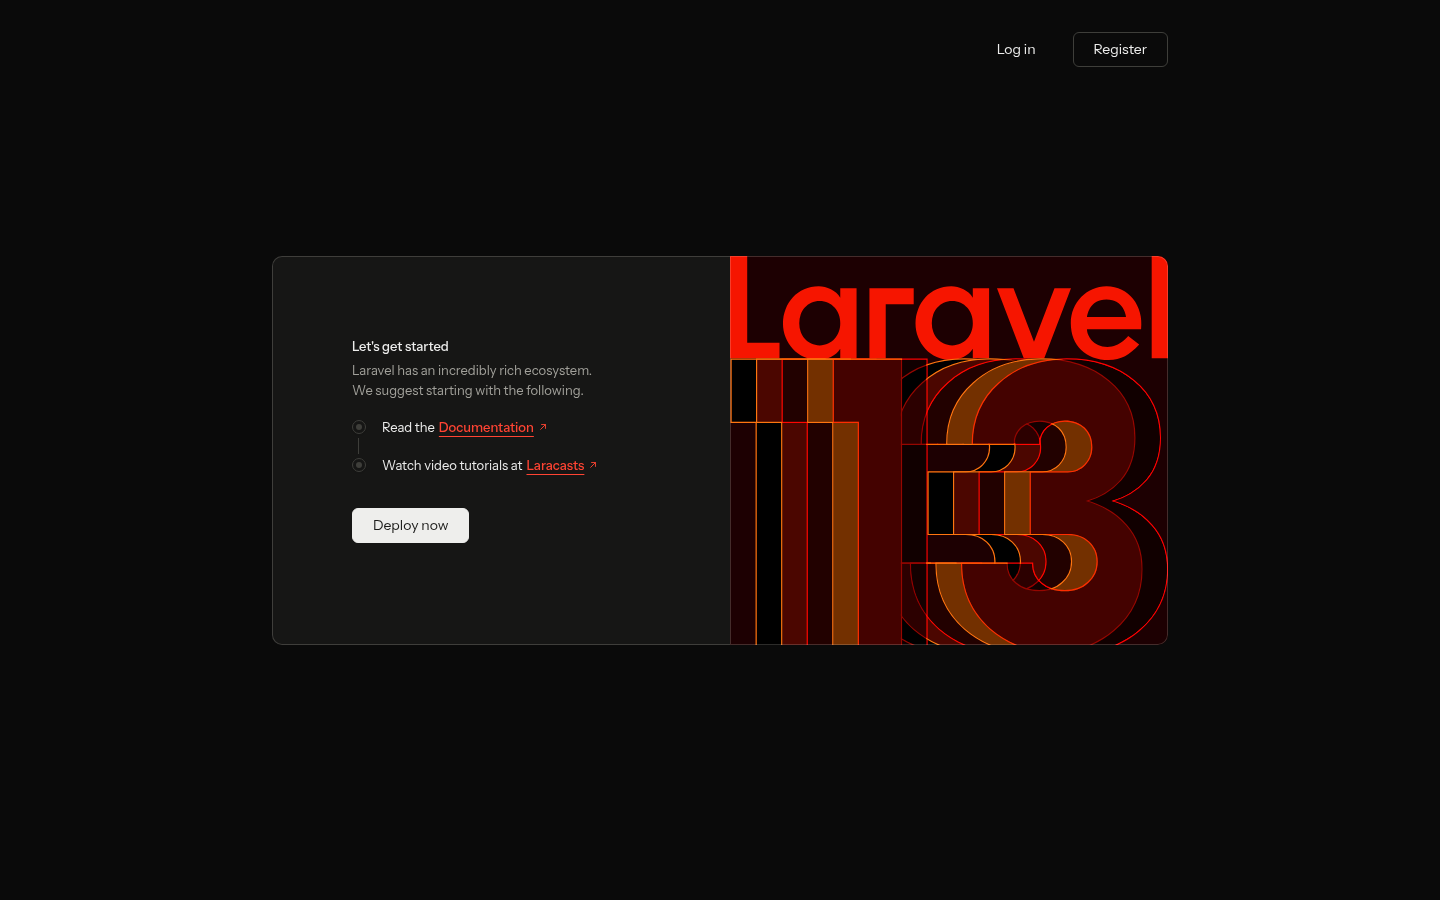 Log in
Register
Let's get started
Laravel has an incredibly rich ecosystem.
We suggest starting with the following.
Read the Documentation
Watch video tutorials at Laracasts
Deploy now
Laravel
13